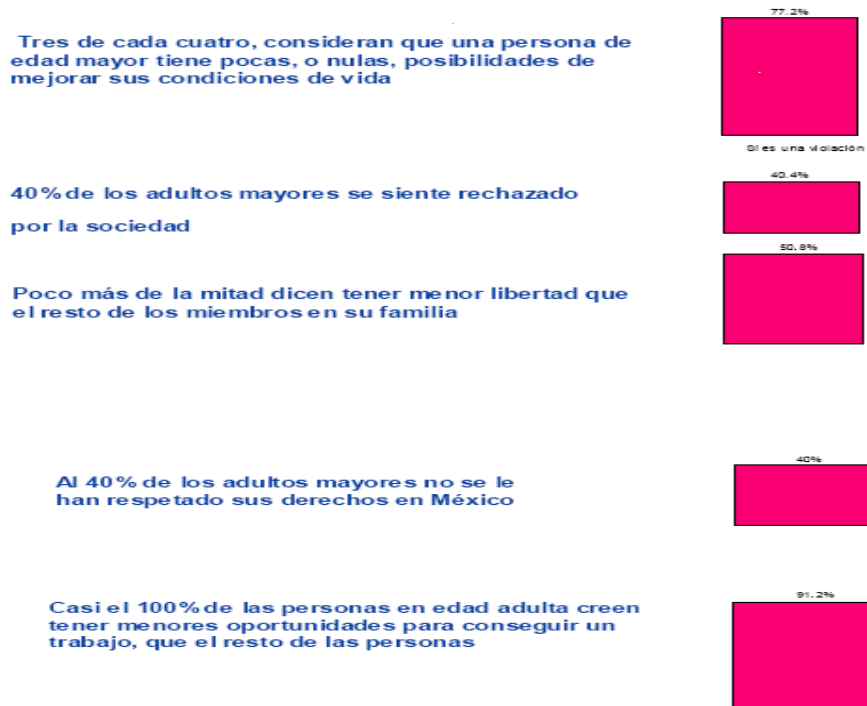 77.2%
Tres de cada cuatro, consideran que una persona de
edad mayor tiene pocas, o nulas, posibilidades de
mejorar sus condiciones de vida
Si es una violación
40% de los adultos mayores se siente rechazado
por la sociedad
40.4%
50.8%
Poco más de la mitad dicen tener menor libertad que
el resto de los miembros en su familia
40%
Al 40% de los adultos mayores no se le
han respetado sus derechos en México
91.2%
Casi el 100% de las personas en edad adulta creen
tener menores oportunidades para conseguir un
trabajo, que el resto de las personas